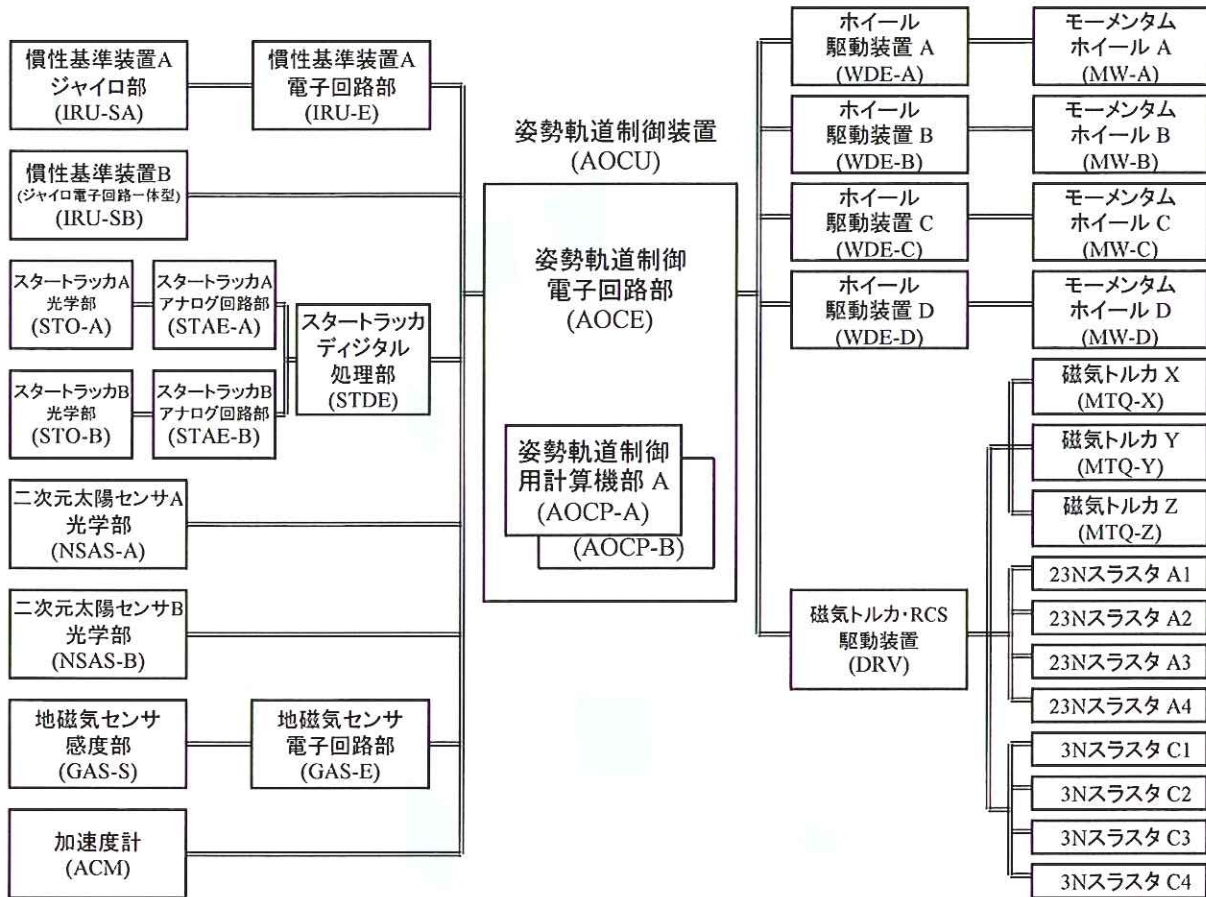 慣性基準装置A
ジャイロ部
(IRU-SA)
慣性基準装置A
電子回路部
(IRU-E)
慣性基準装置B
(ジャイロ電子回路一体型)
(IRU-SB)
スタートラッカA
光学部
(STO-A)
スタートラッカA
アナログ回路部
(STAE-A)
スタートラッカB
光学部
(STO-B)
スタートラッカB
アナログ回路部
(STAE-B)
スタートラッカ
ディジタル
処理部
(STDE)
二次元太陽センサA
光学部
(NSAS-A)
二次元太陽センサB
光学部
(NSAS-B)
地磁気センサ
感度部
(GAS-S)
地磁気センサ
電子回路部
(GAS-E)
加速度計
(ACM)
姿勢軌道制御装置
(AOCU)
姿勢軌道制御
電子回路部
(AOCE)
姿勢軌道制御
用計算機部 A
(AOCP-A)
(AOCP-B)
ホイール
駆動装置 A
(WDE-A)
モーメンタム
ホイール A
(MW-A)
ホイール
駆動装置 B
(WDE-B)
モーメンタム
ホイール B
(MW-B)
ホイール
駆動装置 C
(WDE-C)
モーメンタム
ホイール C
(MW-C)
ホイール
駆動装置 D
(WDE-D)
モーメンタム
ホイール D
(MW-D)
磁気トルカ・RCS
駆動装置
(DRV)
磁気トルカ X
(MTQ-X)
磁気トルカ Y
(MTQ-Y)
磁気トルカ Z
(MTQ-Z)
23Nスラスタ A1
23Nスラスタ A2
23Nスラスタ A3
23Nスラスタ A4
3Nスラスタ C1
3Nスラスタ C2
3Nスラスタ C3
3Nスラスタ C4